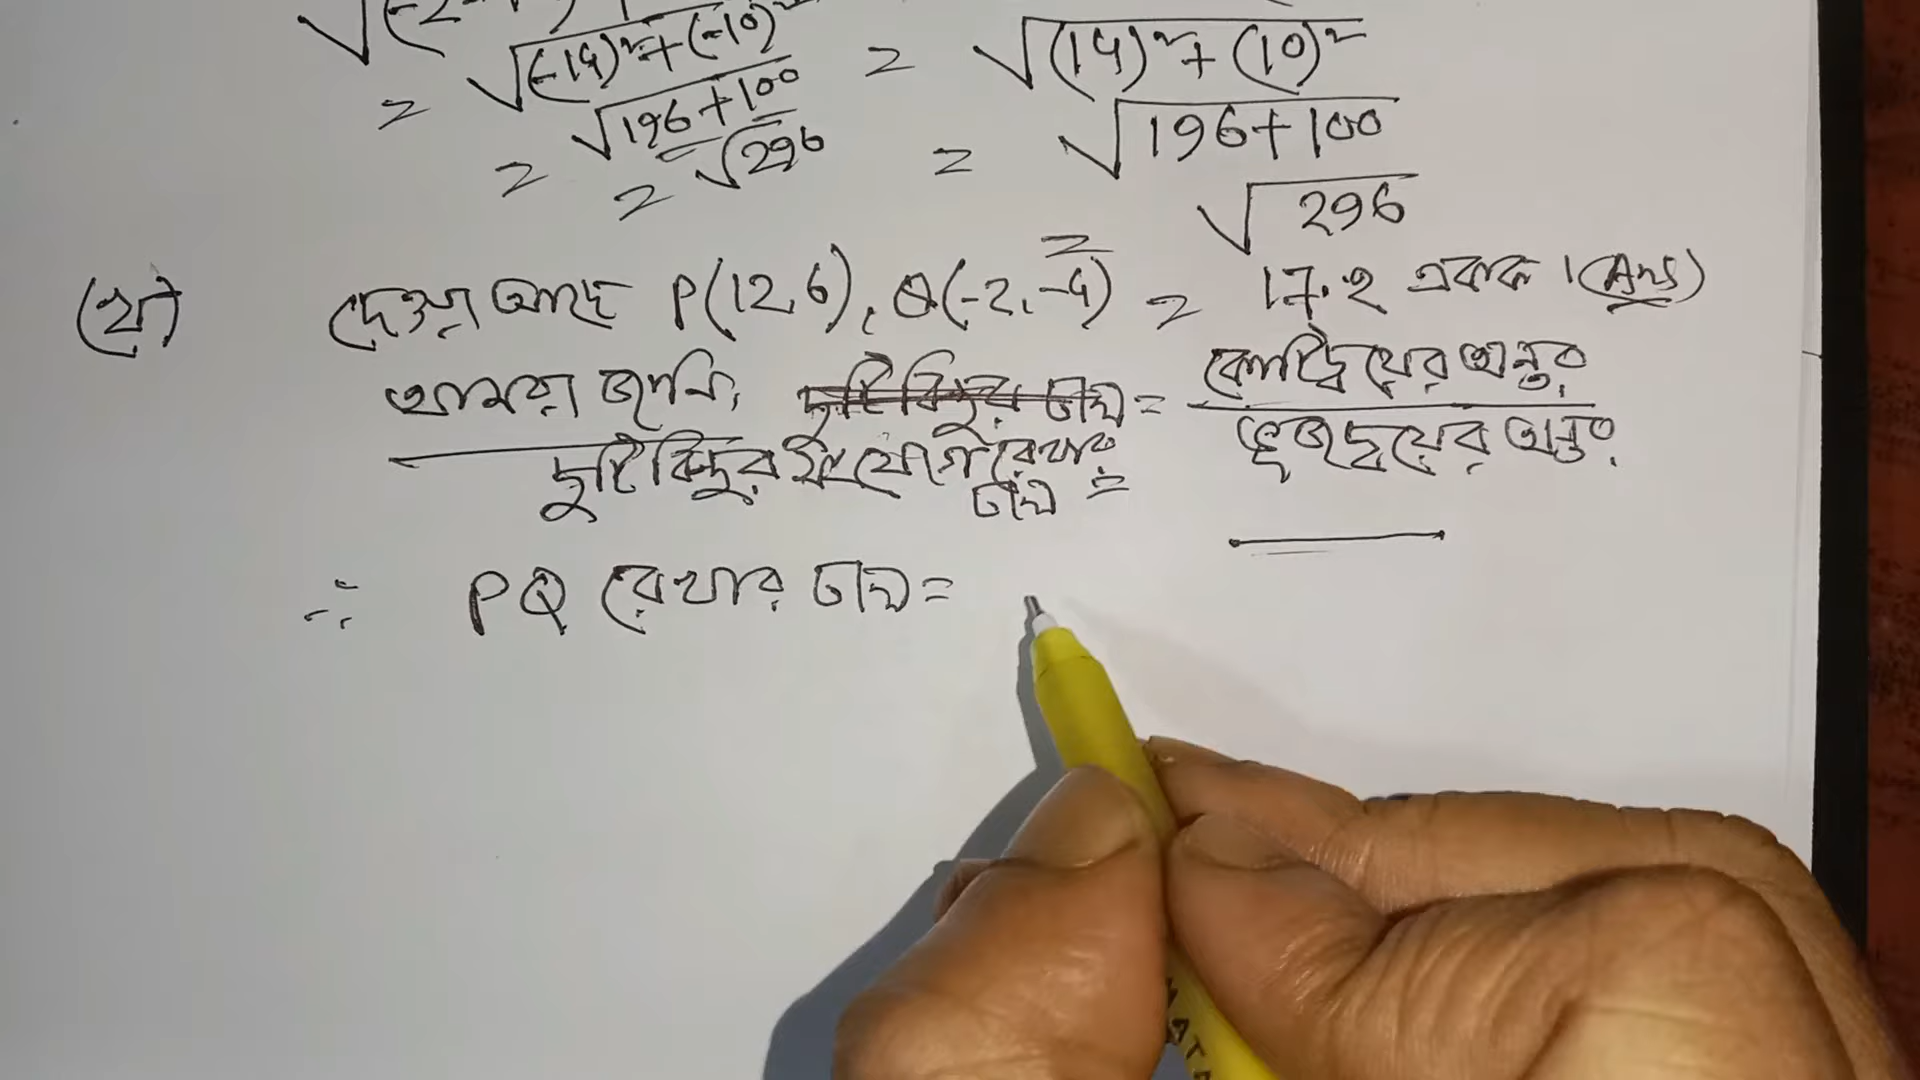 = √(-14)² + (-10)² = √(14)² + (10)²
= √196 + 100 = √196 + 100
= √296 = √296
(খ) দেওয়া আছে P(12, 6), Q(-2, -4) = 17.2 একক । (Ans)
আমরা জানি, দুটি বিন্দুর ঢাল = কোটিদ্বয়ের অন্তর
ভুজদ্বয়ের অন্তর
দুটি বিন্দুর সংযোগ রেখার ঢাল =
∴ PQ রেখার ঢাল =